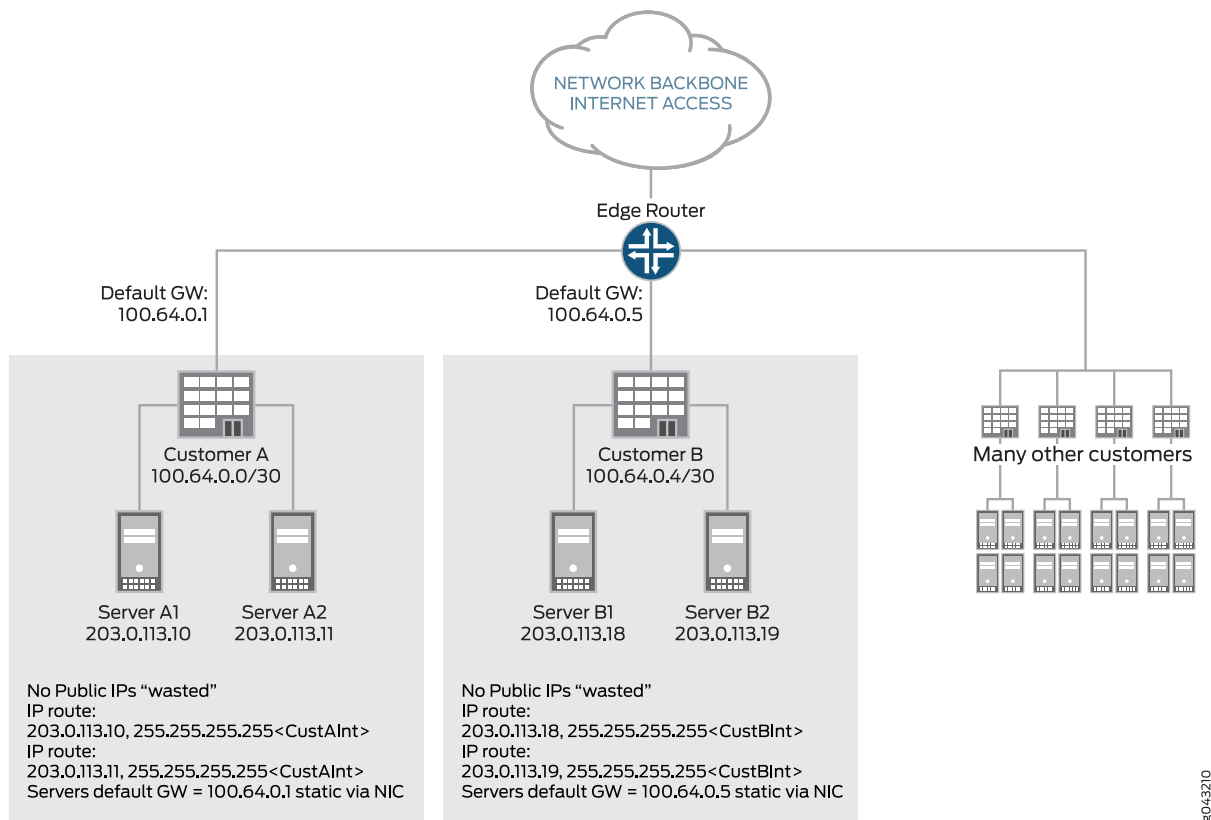 NETWORK BACKBONE
INTERNET ACCESS
Edge Router
Default GW:
100.64.0.1
Default GW:
100.64.0.5
Customer A
100.64.0.0/30
Customer B
100.64.0.4/30
Many other customers
Server A1
203.0.113.10
Server A2
203.0.113.11
Server B1
203.0.113.18
Server B2
203.0.113.19
No Public IPs “wasted”
IP route:
203.0.113.10, 255.255.255.255<CustAInt>
IP route:
203.0.113.11, 255.255.255.255<CustAInt>
Servers default GW = 100.64.0.1 static via NIC
No Public IPs “wasted”
IP route:
203.0.113.18, 255.255.255.255<CustBInt>
IP route:
203.0.113.19, 255.255.255.255<CustBInt>
Servers default GW = 100.64.0.5 static via NIC
g043210